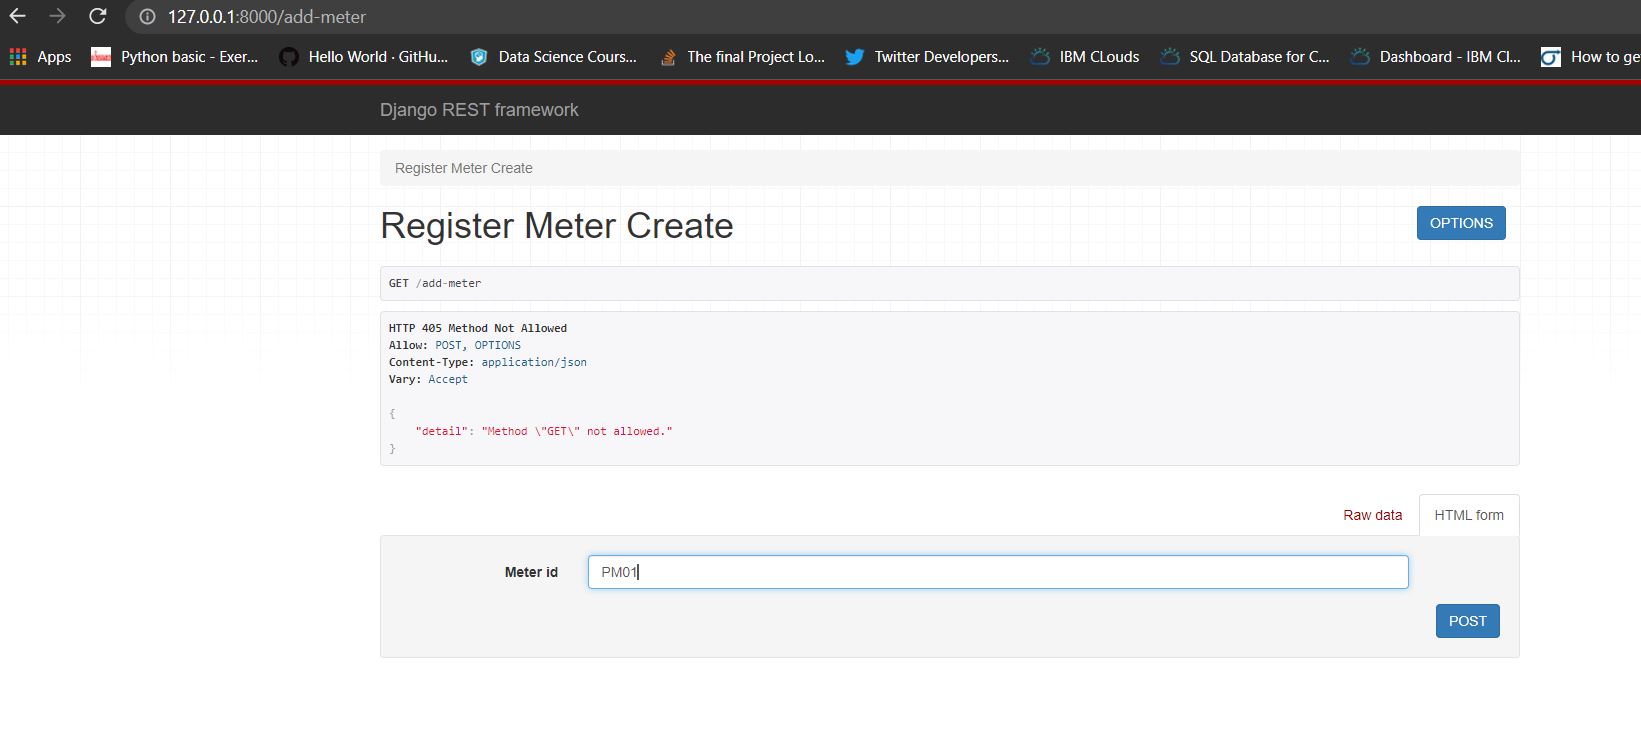 127.0.0.1:8000/add-meter
Apps Python basic - Exer... Hello World · GitHu... Data Science Cours... The final Project Lo... Twitter Developers... IBM CLouds SQL Database for C... Dashboard - IBM Cl... How to ge
Django REST framework
Register Meter Create
Register Meter Create
OPTIONS
GET /add-meter
HTTP 405 Method Not Allowed
Allow: POST, OPTIONS
Content-Type: application/json
Vary: Accept
{
"detail": "Method \"GET\" not allowed."
}
Raw data HTML form
Meter id PM01
POST